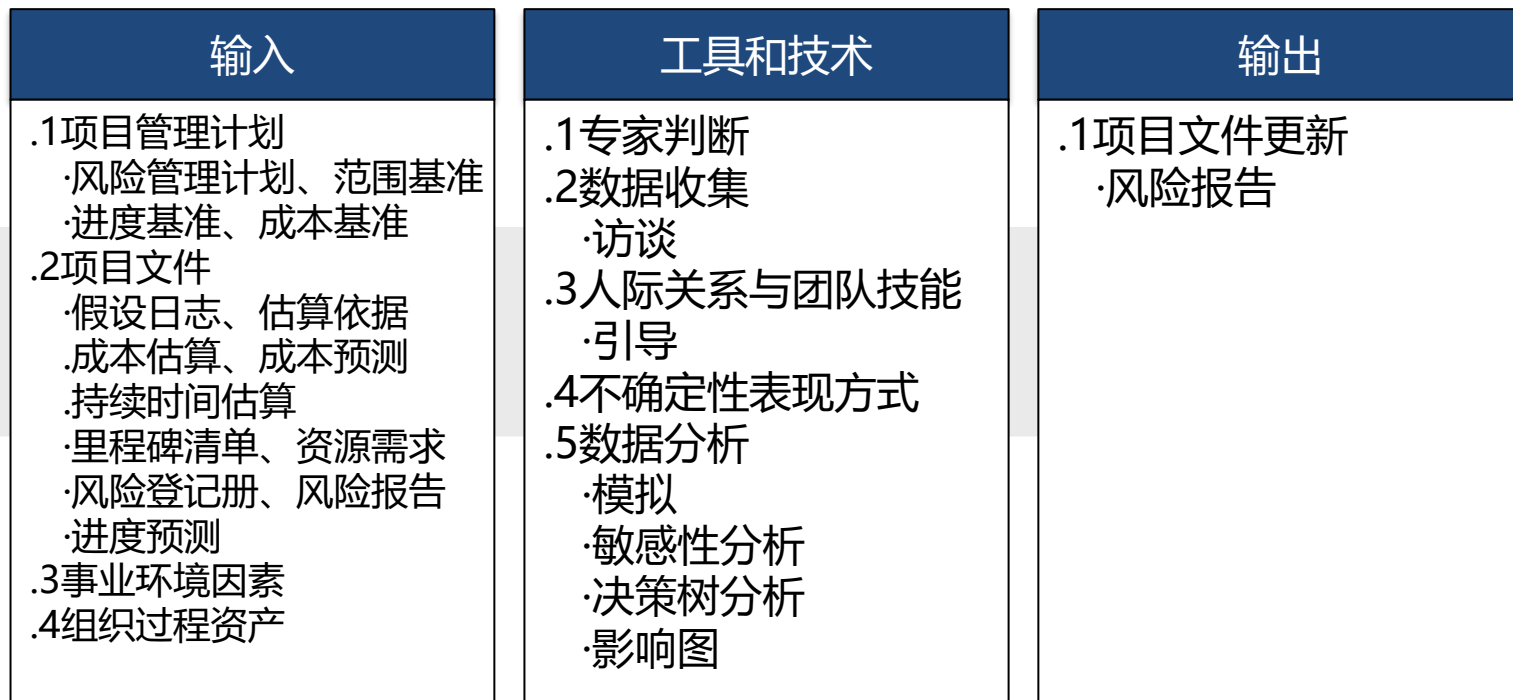 输入
.1项目管理计划
·风险管理计划、范围基准
·进度基准、成本基准
.2项目文件
·假设日志、估算依据
.成本估算、成本预测
.持续时间估算
·里程碑清单、资源需求
·风险登记册、风险报告
·进度预测
.3事业环境因素
.4组织过程资产
工具和技术
.1专家判断
.2数据收集
·访谈
.3人际关系与团队技能
·引导
.4不确定性表现方式
.5数据分析
·模拟
·敏感性分析
·决策树分析
·影响图
输出
.1项目文件更新
·风险报告